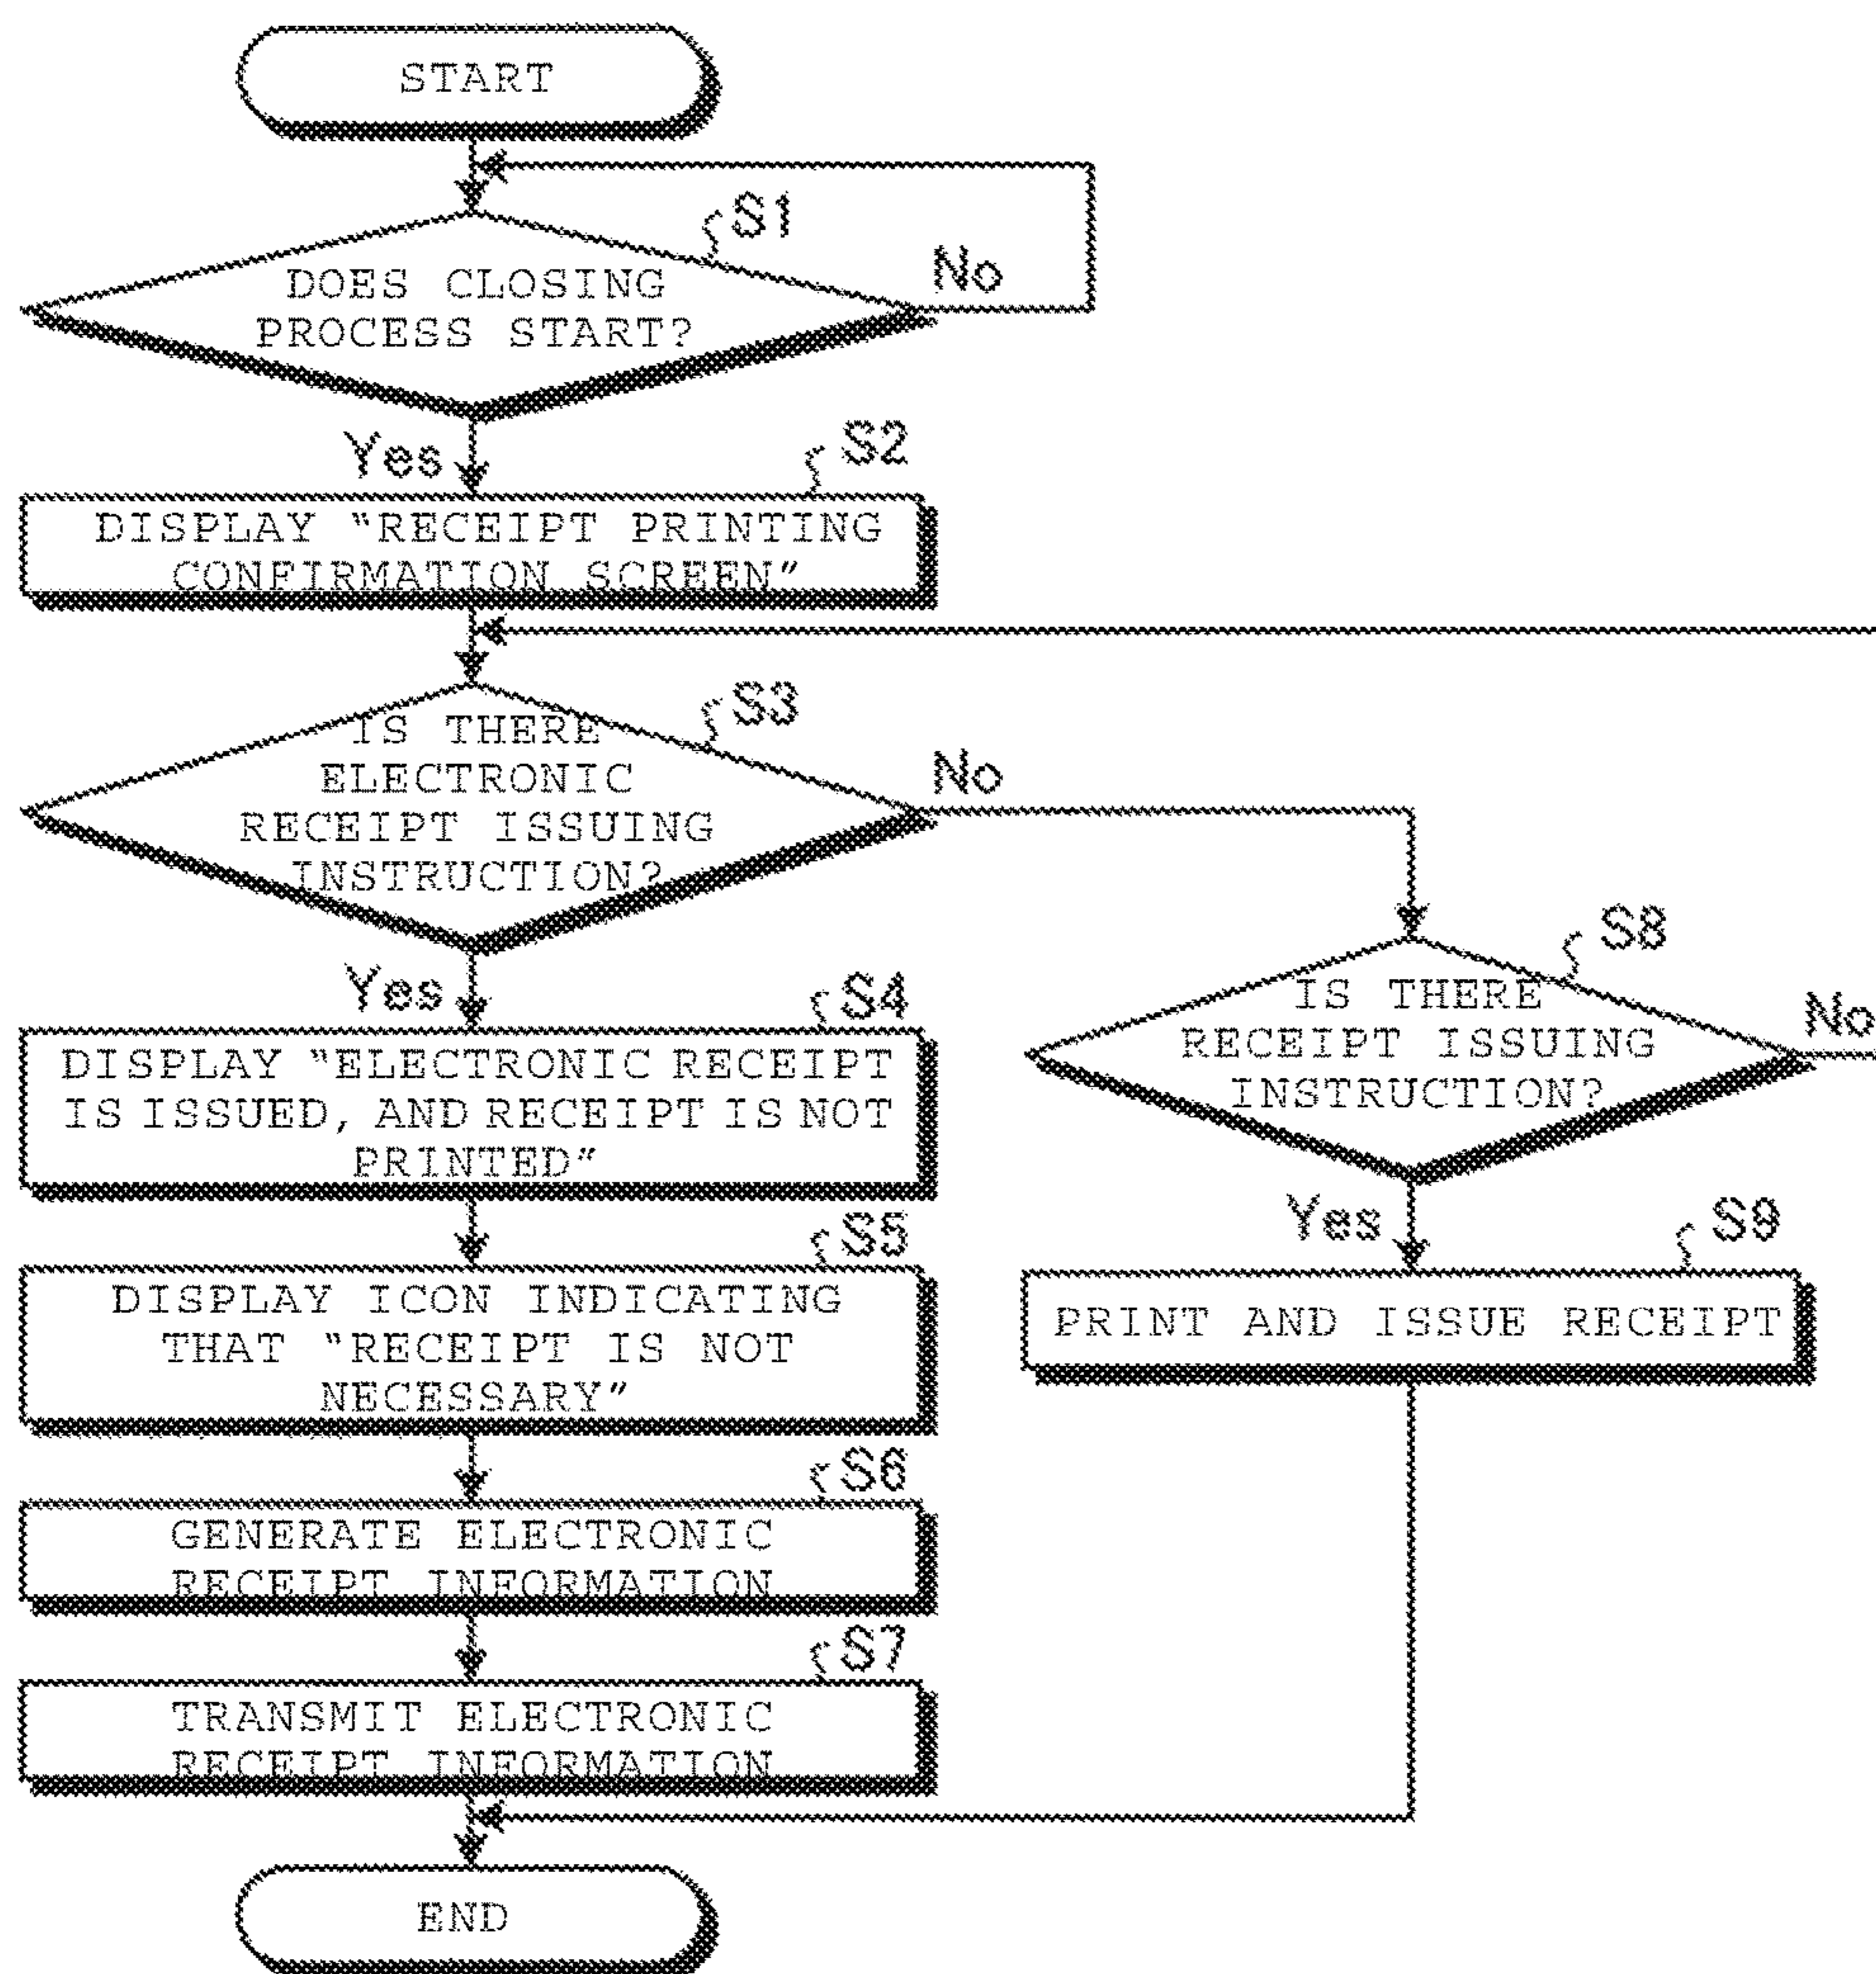 START
S1
DOES CLOSING
PROCESS START?
No
Yes
S2
DISPLAY "RECEIPT PRINTING
CONFIRMATION SCREEN"
S3
IS THERE
ELECTRONIC
RECEIPT ISSUING
INSTRUCTION?
No
Yes
S4
DISPLAY "ELECTRONIC RECEIPT
IS ISSUED, AND RECEIPT IS NOT
PRINTED"
S5
DISPLAY ICON INDICATING
THAT "RECEIPT IS NOT
NECESSARY"
S6
GENERATE ELECTRONIC
RECEIPT INFORMATION
S7
TRANSMIT ELECTRONIC
RECEIPT INFORMATION
END
S8
IS THERE
RECEIPT ISSUING
INSTRUCTION?
No
Yes
S9
PRINT AND ISSUE RECEIPT